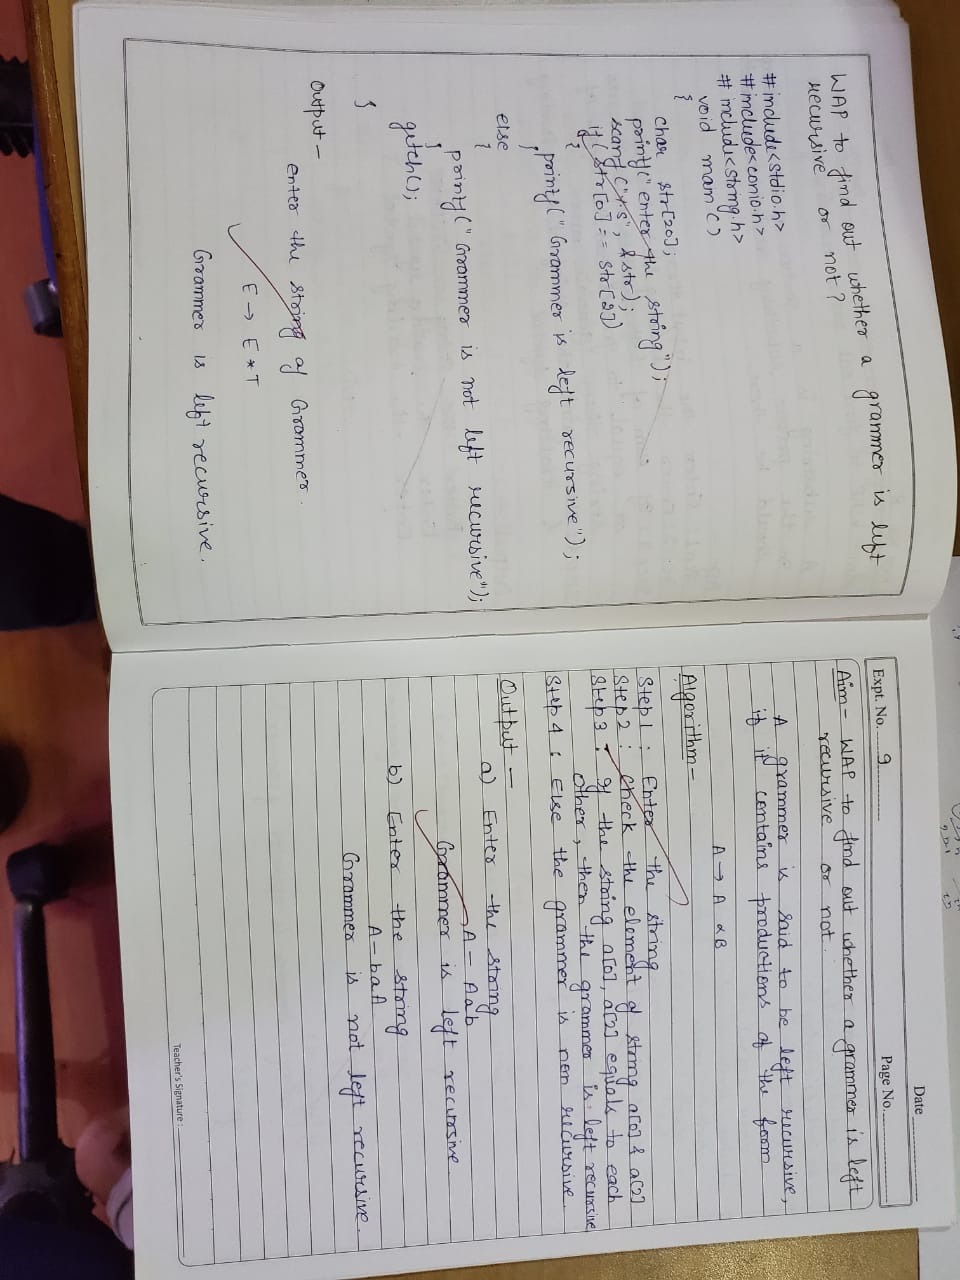 WAP to find out whether a grammer is left
recursive or not?
#include<stdio.h>
#include<conio.h>
#include<string.h>
void main()
{
char str[20];
printf("enter the string");
scanf("%s", &str);
if(str[0]==str[2])
{
printf("Grammer is left recursive");
}
else
{
printf("Grammer is not left recursive");
}
getch();
}
Output -
enter the string of Grammer.
E → E * T
Grammer is left recursive.
Date
Expt. No. 9
Page No.
Aim - WAP to find out whether a grammer is left
recursive or not.
A grammer is said to be left recursive,
if it contains productions of the form
A → A α B
Algorithm -
Step 1 : Enter the string
Step 2 : Check the element of string a[0] & a[2]
Step 3 : If the string a[0], a[2] equals to each
other, then the grammer is left recursive
Step 4 : Else the grammer is non recursive.
Output -
a) Enter the string
A - Aab
Grammer is left recursive
b) Enter the string
A - baA
Grammer is not left recursive.
Teacher's Signature :